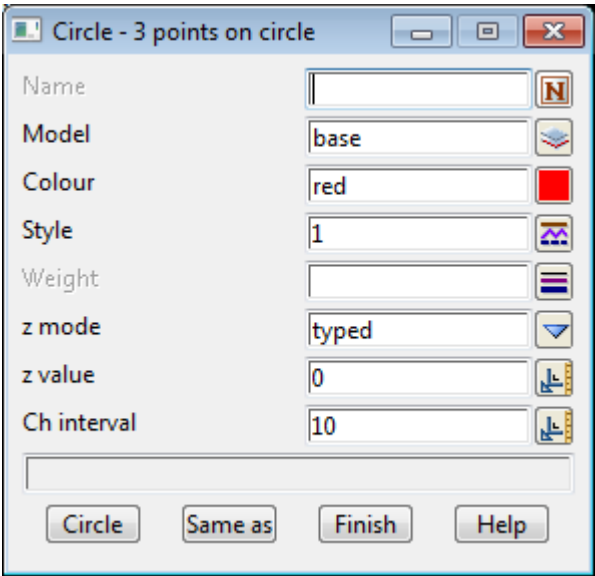 Circle - 3 points on circle
Name N
Model base
Colour red
Style 1
Weight
z mode typed
z value 0
Ch interval 10
Circle Same as Finish Help